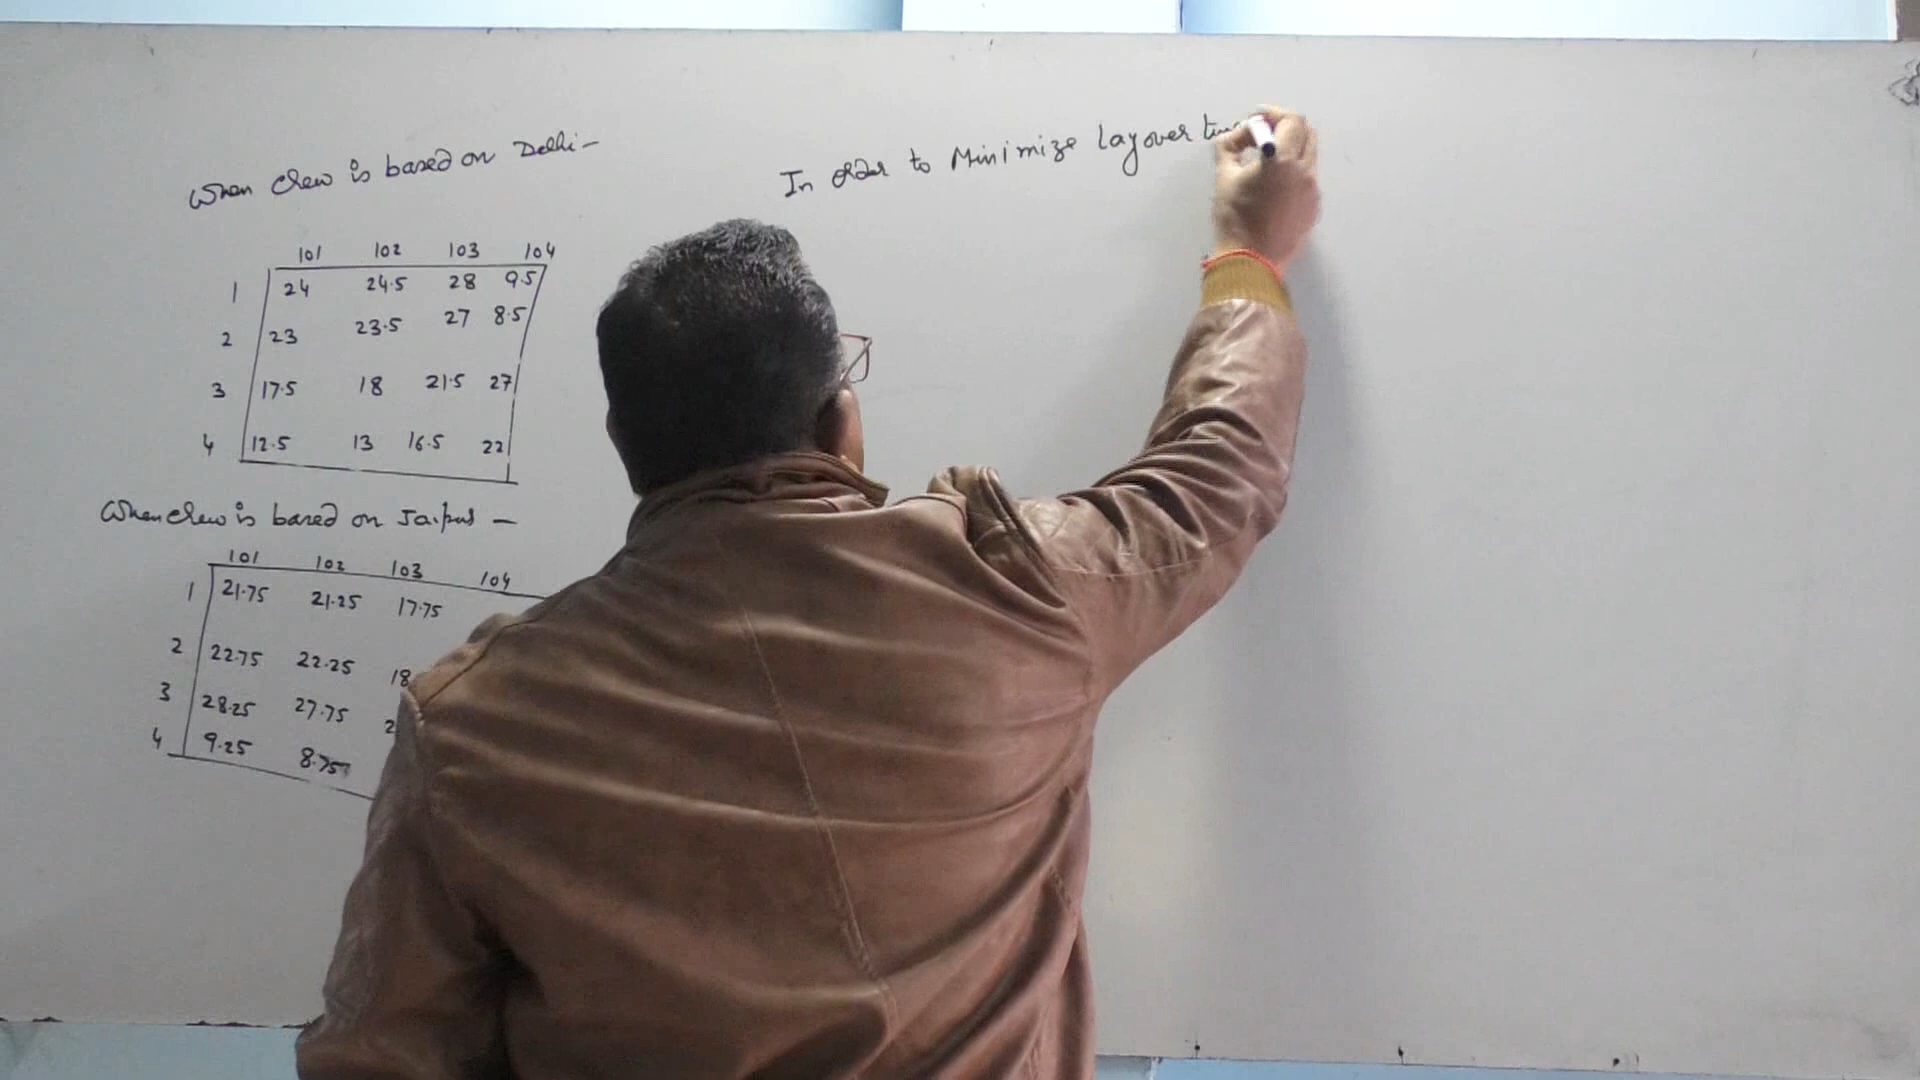 When crew is based on Delhi -
101 102 103 104
1 24 24.5 28 9.5
2 23 23.5 27 8.5
3 17.5 18 21.5 27
4 12.5 13 16.5 22
When crew is based on Jaipur -
101 102 103 104
1 21.75 21.25 17.75
2 22.75 22.25 18
3 28.25 27.75 2
4 9.25 8.75
In order to Minimize layover